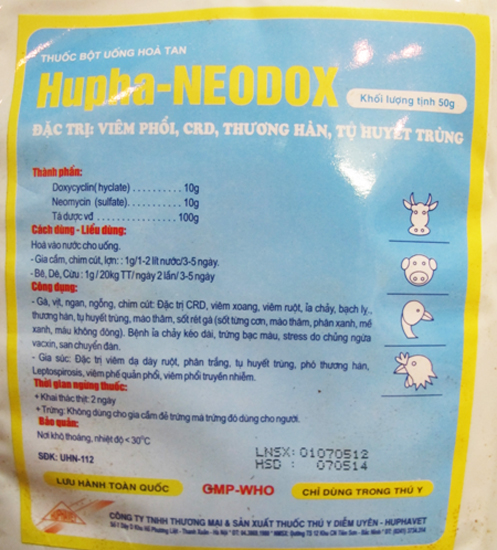 THUỐC BỘT UỐNG HOÀ TAN
Hupha-NEODOX
Khối lượng tịnh 50g
ĐẶC TRỊ: VIÊM PHỔI, CRD, THƯƠNG HÀN, TỤ HUYẾT TRÙNG
Thành phần:
Doxycyclin( hyclate) .......... 10g
Neomycin (sulfate). .......... 10g
Tá dược vđ .................. 100g
Cách dùng - Liều dùng:
Hoà vào nước cho uống.
- Gia cầm, chim cút, lợn: : 1g/1-2 lít nước/3-5 ngày.
- Bê, Dê, Cừu : 1g / 20kg TT/ ngày 2 lần/ 3-5 ngày
Công dụng:
- Gà, vịt, ngan, ngỗng, chim cút: Đặc trị CRD, viêm xoang, viêm ruột, ỉa chảy, bạch lỵ.,
thương hàn, tụ huyết trùng, mào thâm, sốt rét gà (sốt từng cơn, mào thâm, phân xanh, mề
xanh, máu không đông). Bệnh ỉa chảy kéo dài, trứng bạc màu, stress do chủng ngừa
vacxin, san chuyển đàn.
- Gia súc: Đặc trị viêm dạ dày ruột, phân trắng, tụ huyết trùng, phó thương hàn,
Leptospirosis, viêm phế quản phổi, viêm phổi truyền nhiễm.
Thời gian ngừng thuốc:
+ Khai thác thịt: 2 ngày
+ Trứng: Không dùng cho gia cầm đẻ trứng mà trứng đó dùng cho người.
Bảo quản:
Nơi khô thoáng, nhiệt độ < 30°C
SĐK: UHN-112
LNSX: 01070512
HSD : 070514
LƯU HÀNH TOÀN QUỐC
GMP-WHO
CHỈ DÙNG TRONG THÚ Y
CÔNG TY TNHH THƯƠNG MẠI & SẢN XUẤT THUỐC THÚ Y DIỄM UYÊN - HUPHAVET